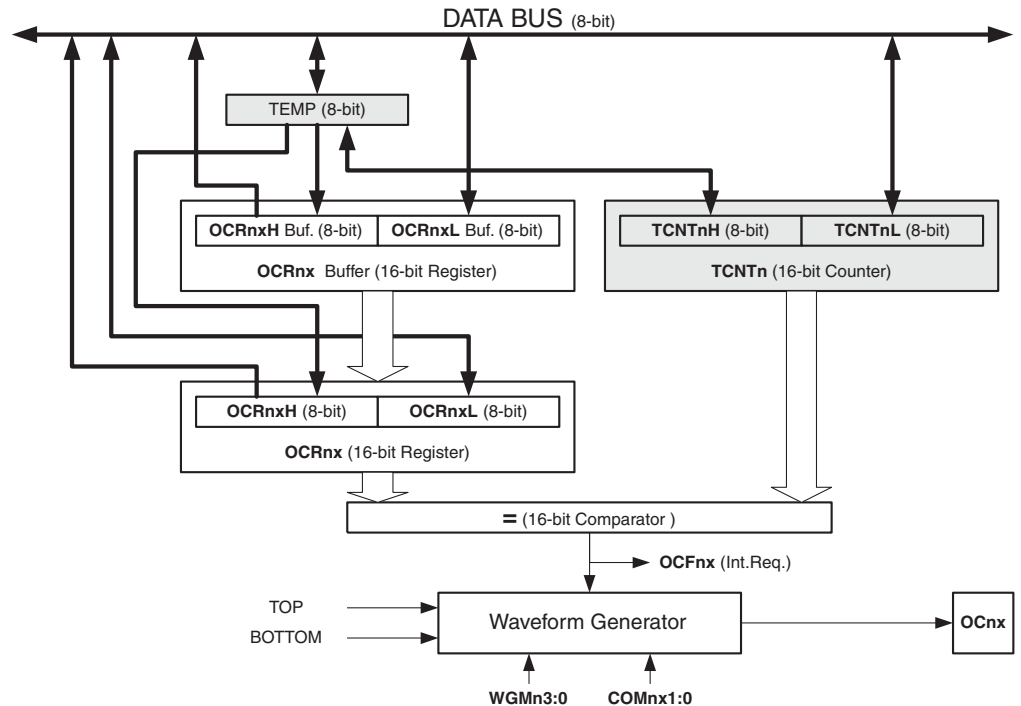 DATA BUS (8-bit)
TEMP (8-bit)
OCRnxH Buf. (8-bit) OCRnxL Buf. (8-bit)
OCRnx Buffer (16-bit Register)
TCNTnH (8-bit) TCNTnL (8-bit)
TCNTn (16-bit Counter)
OCRnxH (8-bit) OCRnxL (8-bit)
OCRnx (16-bit Register)
= (16-bit Comparator )
OCFnx (Int.Req.)
TOP
BOTTOM
Waveform Generator
OCnx
WGMn3:0 COMnx1:0